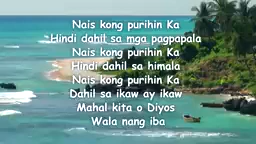 Nais kong purihin Ka
Hindi dahil sa mga pagpapala
Nais kong purihin Ka
Hindi dahil sa himala
Nais kong purihin Ka
Dahil sa ikaw ay ikaw
Mahal kita o Diyos
Wala nang iba